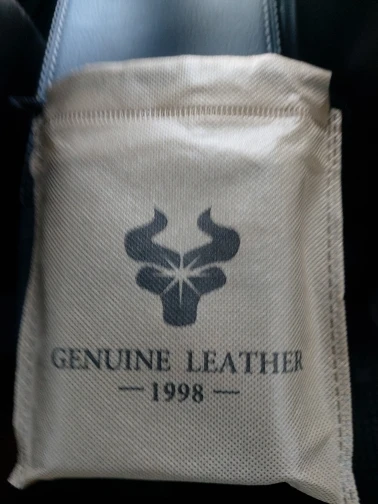 GENUINE LEATHER
— 1998 —